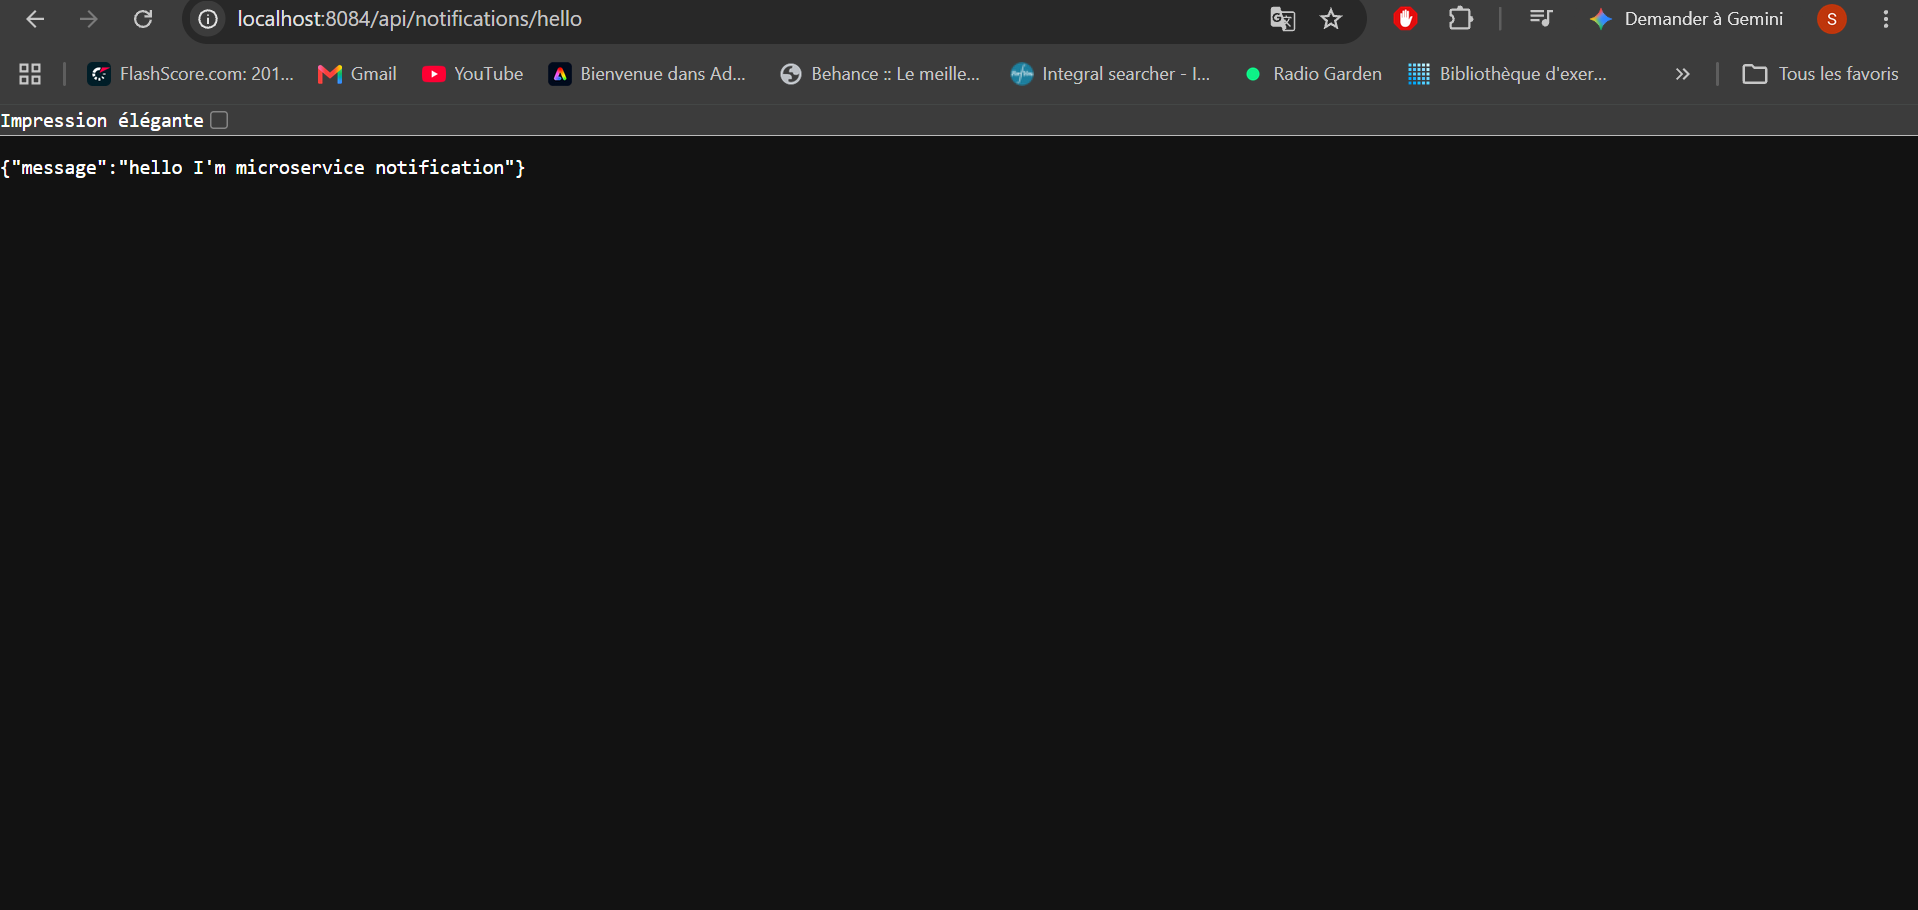 localhost:8084/api/notifications/hello
Demander à Gemini
S
FlashScore.com: 201...
Gmail
YouTube
Bienvenue dans Ad...
Behance :: Le meille...
Integral searcher - I...
Radio Garden
Bibliothèque d'exer...
Tous les favoris
Impression élégante
{"message":"hello I'm microservice notification"}